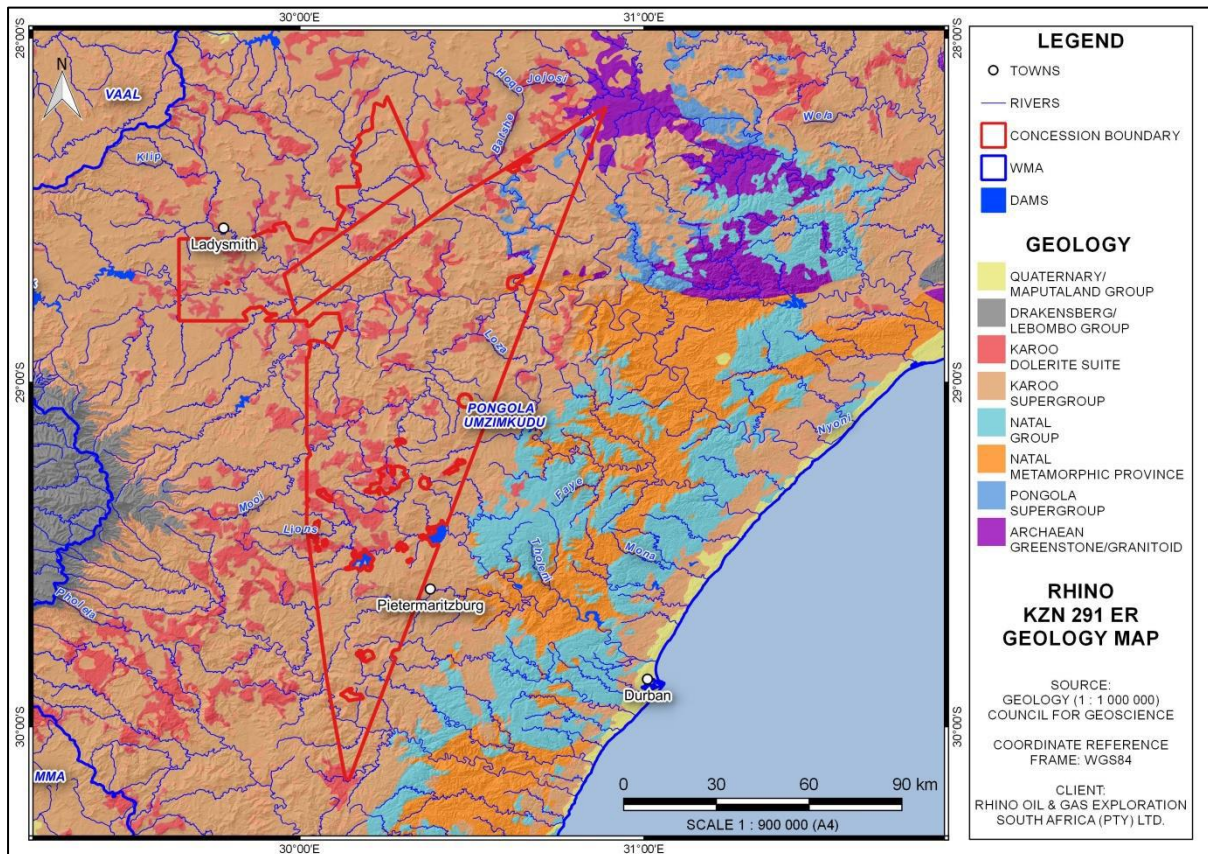 30°00'E
31°00'E
28°00'S
28°00'S
N
VAAL
Hogo
Jojosi
Batshe
Wela
Klip
Ladysmith
Loza
29°00'S
29°00'S
PONGOLA
UMZIMKUDU
Nyoni
Mooi
Lions
Faye
Mona
Pholela
Pietermaritzburg
Durban
30°00'S
30°00'S
MMA
0 30 60 90 km
SCALE 1 : 900 000 (A4)
30°00'E
31°00'E
LEGEND
TOWNS
RIVERS
CONCESSION BOUNDARY
WMA
DAMS
GEOLOGY
QUATERNARY/
MAPUTALAND GROUP
DRAKENSBERG/
LEBOMBO GROUP
KAROO
DOLERITE SUITE
KAROO
SUPERGROUP
NATAL
GROUP
NATAL
METAMORPHIC PROVINCE
PONGOLA
SUPERGROUP
ARCHAEAN
GREENSTONE/GRANITOID
RHINO
KZN 291 ER
GEOLOGY MAP
SOURCE:
GEOLOGY (1 : 1 000 000)
COUNCIL FOR GEOSCIENCE
COORDINATE REFERENCE
FRAME: WGS84
CLIENT:
RHINO OIL & GAS EXPLORATION
SOUTH AFRICA (PTY) LTD.